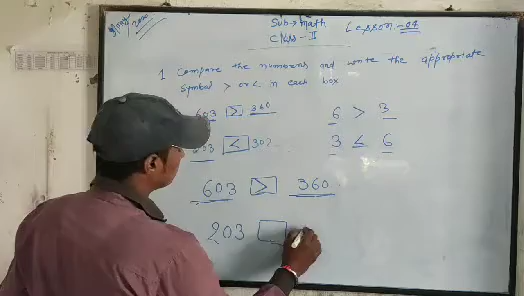 Sub→math Lesson-04
Class-II
1 Compare the numbers and write the appropriate
symbol > or < in each box
603 > 360 6 > 3
203 < 302 3 ≤ 6
603 > 360
203